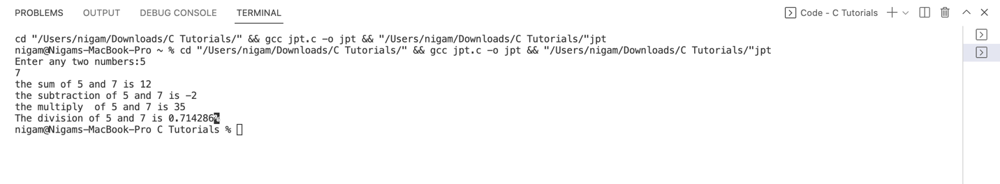 PROBLEMS OUTPUT DEBUG CONSOLE TERMINAL Code - C Tutorials
cd "/Users/nigam/Downloads/C Tutorials/" && gcc jpt.c -o jpt && "/Users/nigam/Downloads/C Tutorials/"jpt
nigam@Nigams-MacBook-Pro ~ % cd "/Users/nigam/Downloads/C Tutorials/" && gcc jpt.c -o jpt && "/Users/nigam/Downloads/C Tutorials/"jpt
Enter any two numbers:5
7
the sum of 5 and 7 is 12
the subtraction of 5 and 7 is -2
the multiply  of 5 and 7 is 35
The division of 5 and 7 is 0.714286%
nigam@Nigams-MacBook-Pro C Tutorials %